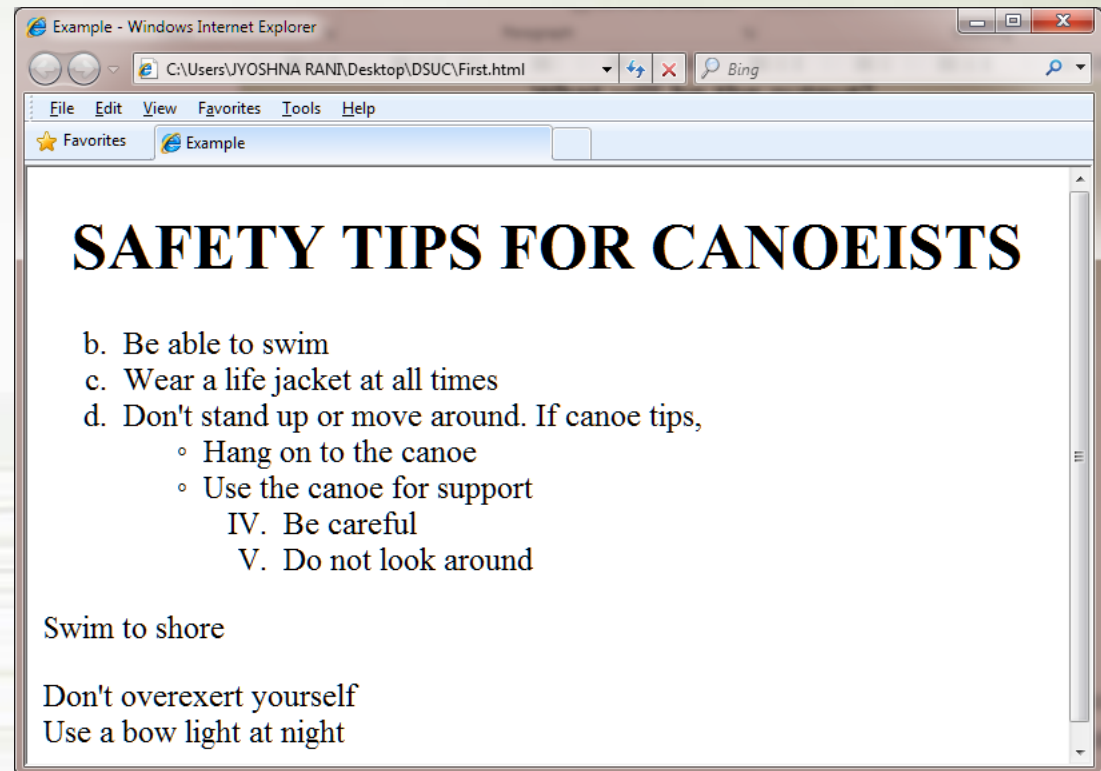 Example - Windows Internet Explorer
C:\Users\JYOSHNA RANI\Desktop\DSUC\First.html
Bing
File Edit View Favorites Tools Help
Favorites
Example
SAFETY TIPS FOR CANOEISTS
b. Be able to swim
c. Wear a life jacket at all times
d. Don't stand up or move around. If canoe tips,
◦ Hang on to the canoe
◦ Use the canoe for support
IV. Be careful
V. Do not look around
Swim to shore
Don't overexert yourself
Use a bow light at night